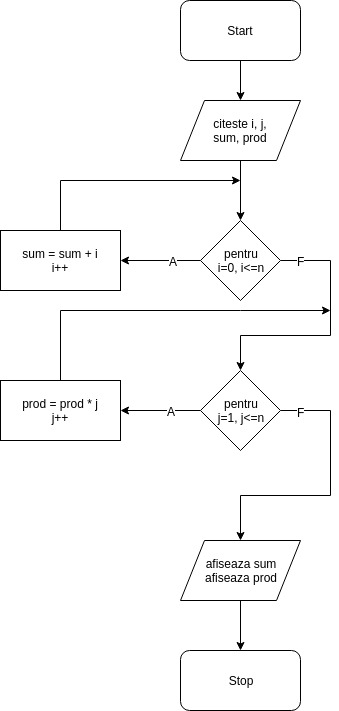 Start
citeste i, j,
sum, prod
sum = sum + i
i++
A
pentru
i=0, i<=n
F
prod = prod * j
j++
A
pentru
j=1, j<=n
F
afiseaza sum
afiseaza prod
Stop